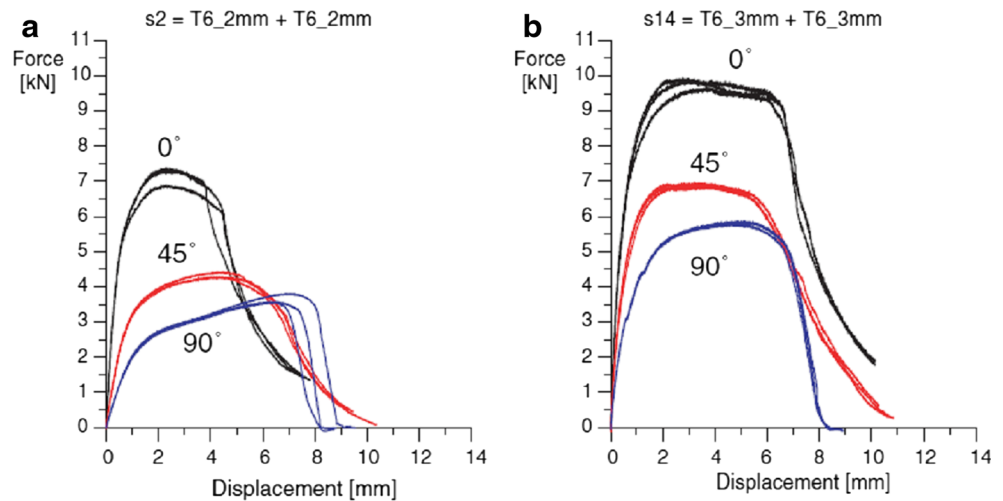 a
s2 = T6_2mm + T6_2mm
Force
[kN]
11
10
9
8
7
6
5
4
3
2
1
0
0°
45°
90°
0 2 4 6 8 10 12 14
Displacement [mm]
b
s14 = T6_3mm + T6_3mm
Force
[kN]
11
10
9
8
7
6
5
4
3
2
1
0
0°
45°
90°
0 2 4 6 8 10 12 14
Displacement [mm]